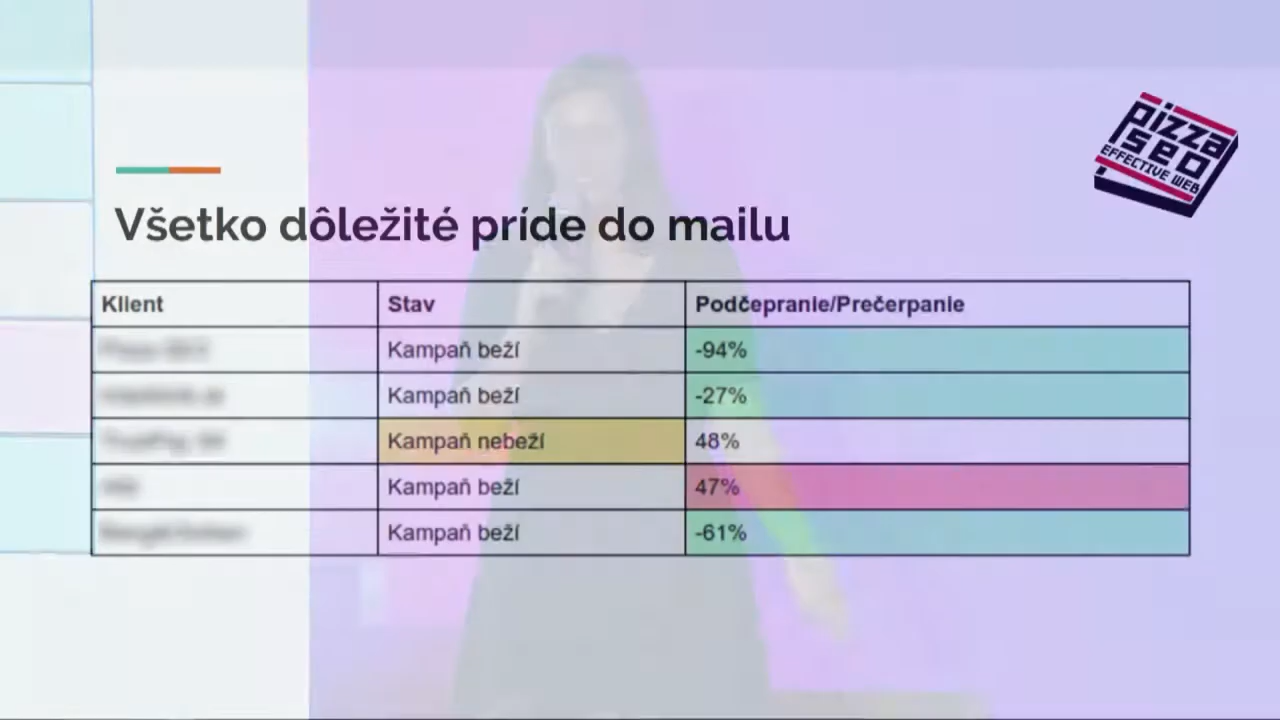 pizza
seo
EFFECTIVE WEB
Všetko dôležité príde do mailu
Klient Stav Podčepranie/Prečerpanie
Kampaň beží -94%
Kampaň beží -27%
Kampaň nebeží 48%
Kampaň beží 47%
Kampaň beží -61%